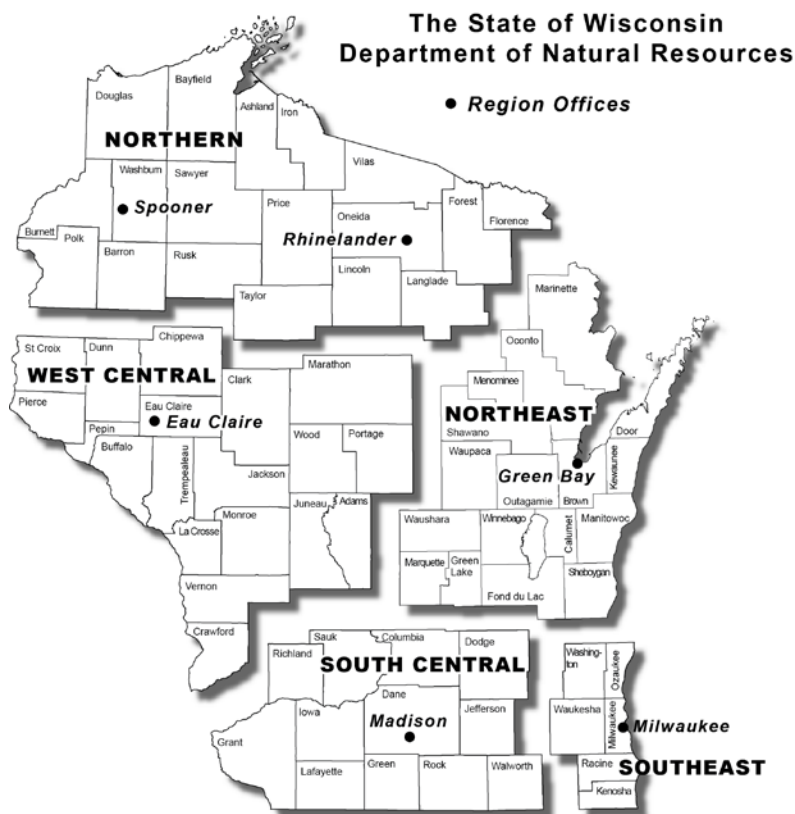 The State of Wisconsin
Department of Natural Resources
● Region Offices
Douglas
Bayfield
Ashland
Iron
NORTHERN
Vilas
Washburn
Sawyer
Price
Oneida
Forest
Florence
Spooner
Rhinelander
Burnett
Polk
Barron
Rusk
Lincoln
Langlade
Taylor
Marinette
Oconto
Menominee
NORTHEAST
Shawano
Door
Waupaca
Green Bay
Kewaunee
Outagamie
Brown
Waushara
Winnebago
Calumet
Manitowoc
Marquette
Green
Lake
Sheboygan
Fond du Lac
St Croix
Dunn
Chippewa
WEST CENTRAL
Clark
Marathon
Pierce
Eau Claire
Eau Claire
Pepin
Buffalo
Wood
Portage
Trempealeau
Jackson
Juneau
Adams
Monroe
La Crosse
Vernon
Crawford
Sauk
Columbia
Dodge
Richland
SOUTH CENTRAL
Dane
Iowa
Madison
Jefferson
Grant
Lafayette
Green
Rock
Walworth
Washing-
ton
Ozaukee
Waukesha
Milwaukee
Milwaukee
Racine
SOUTHEAST
Kenosha